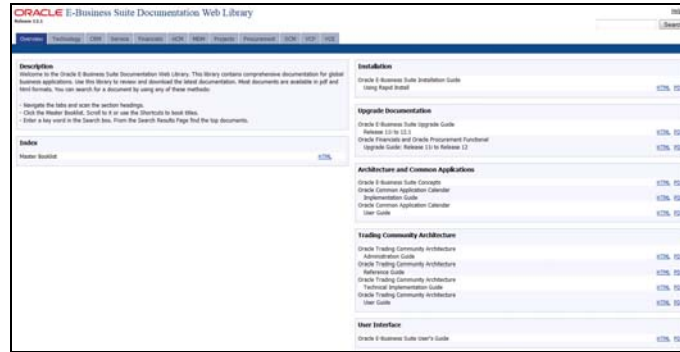 ORACLE E-Business Suite Documentation Web Library
Release 12.1
Search
Overview Technology CRM Service Financials HCM MDM Projects Procurement SCM VCP VCE
Description
Welcome to the Oracle E-Business Suite Documentation Web Library. This library contains comprehensive documentation for global
business applications. Use this library to review and download the latest documentation. Most documents are available in pdf and
html formats. You can search for a document by using any of these methods:
- Navigate the tabs and scan the section headings.
- Click the Master Booklist. Scroll to it or use the Shortcuts to book titles.
- Enter a key word in the Search box. From the Search Results Page find the top documents.
Index
Master Booklist HTML
Installation
Oracle E-Business Suite Installation Guide
Using Rapid Install HTML
Upgrade Documentation
Oracle E-Business Suite Upgrade Guide
Release 11i to 12.1 HTML
Oracle Financials and Oracle Procurement Functional
Upgrade Guide: Release 11i to Release 12 HTML
Architecture and Common Applications
Oracle E-Business Suite Concepts HTML
Oracle Common Application Calendar
Implementation Guide HTML
Oracle Common Application Calendar
User Guide HTML
Trading Community Architecture
Oracle Trading Community Architecture
Administration Guide HTML
Oracle Trading Community Architecture
Reference Guide HTML
Oracle Trading Community Architecture
Technical Implementation Guide HTML
Oracle Trading Community Architecture
User Guide HTML
User Interface
Oracle E-Business Suite User's Guide HTML